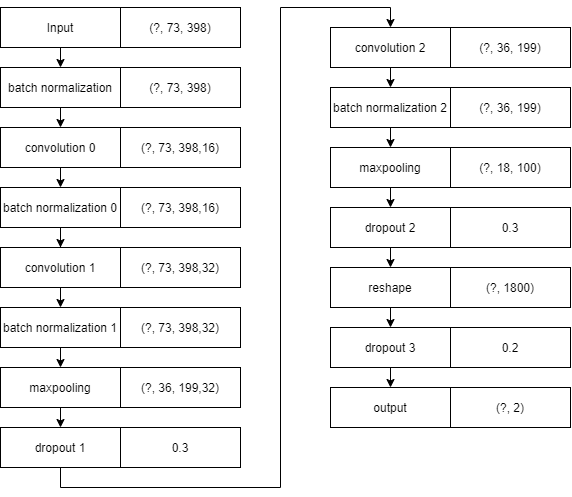 Input (?, 73, 398)
batch normalization (?, 73, 398)
convolution 0 (?, 73, 398,16)
batch normalization 0 (?, 73, 398,16)
convolution 1 (?, 73, 398,32)
batch normalization 1 (?, 73, 398,32)
maxpooling (?, 36, 199,32)
dropout 1 0.3
convolution 2 (?, 36, 199)
batch normalization 2 (?, 36, 199)
maxpooling (?, 18, 100)
dropout 2 0.3
reshape (?, 1800)
dropout 3 0.2
output (?, 2)